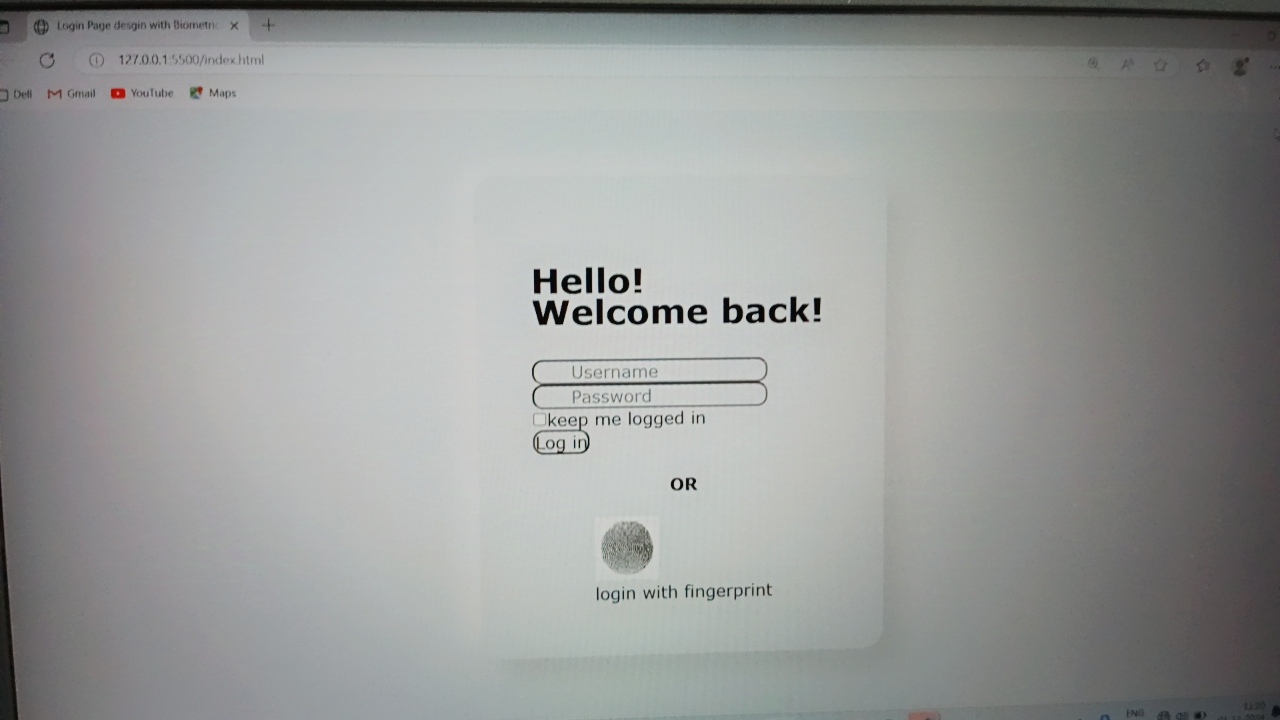 Login Page desgin with Biometric
127.0.0.1:5500/index.html
Dell Gmail YouTube Maps
Hello!
Welcome back!
Username
Password
keep me logged in
Log in
OR
login with fingerprint
ENG